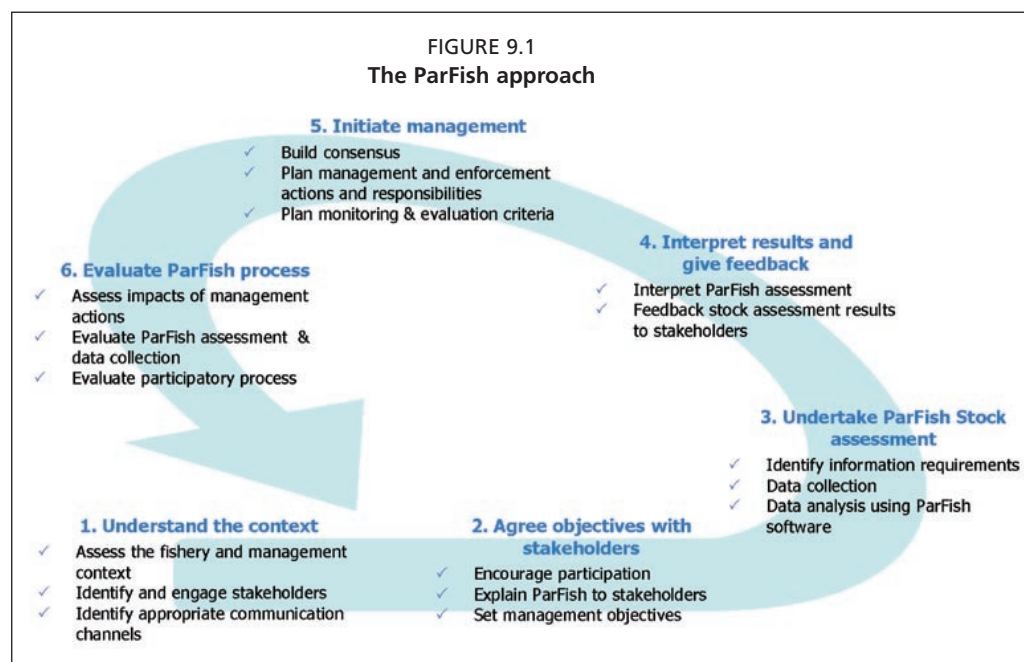 FIGURE 9.1
The ParFish approach
5. Initiate management
✓ Build consensus
✓ Plan management and enforcement
actions and responsibilities
✓ Plan monitoring & evaluation criteria
4. Interpret results and
give feedback
✓ Interpret ParFish assessment
✓ Feedback stock assessment results
to stakeholders
6. Evaluate ParFish process
✓ Assess impacts of management
actions
✓ Evaluate ParFish assessment &
data collection
✓ Evaluate participatory process
3. Undertake ParFish Stock
assessment
✓ Identify information requirements
✓ Data collection
✓ Data analysis using ParFish
software
1. Understand the context
✓ Assess the fishery and management
context
✓ Identify and engage stakeholders
✓ Identify appropriate communication
channels
2. Agree objectives with
stakeholders
✓ Encourage participation
✓ Explain ParFish to stakeholders
✓ Set management objectives